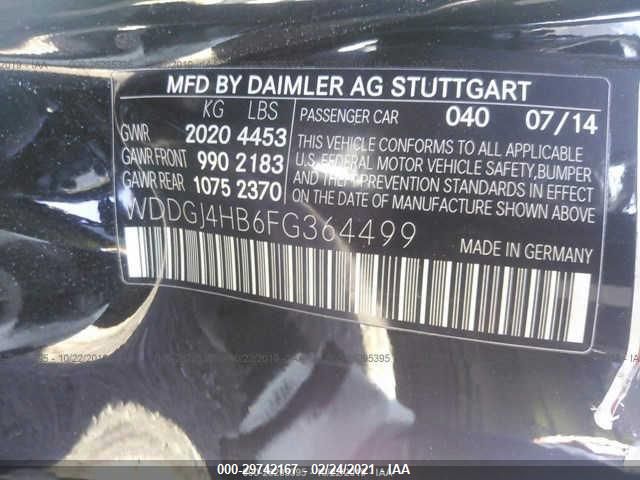 MFD BY DAIMLER AG STUTTGART
KG LBS
GVWR 2020 4453
GAWR FRONT 990 2183
GAWR REAR 1075 2370
PASSENGER CAR 040 07/14
THIS VEHICLE CONFORMS TO ALL APPLICABLE
U.S. FEDERAL MOTOR VEHICLE SAFETY, BUMPER
AND THEFT PREVENTION STANDARDS IN EFFECT
ON THE DATE OF MANUFACTURE SHOWN ABOVE
WDDGJ4HB6FG364499
MADE IN GERMANY
000-29742167 - 02/24/2021 - IAA